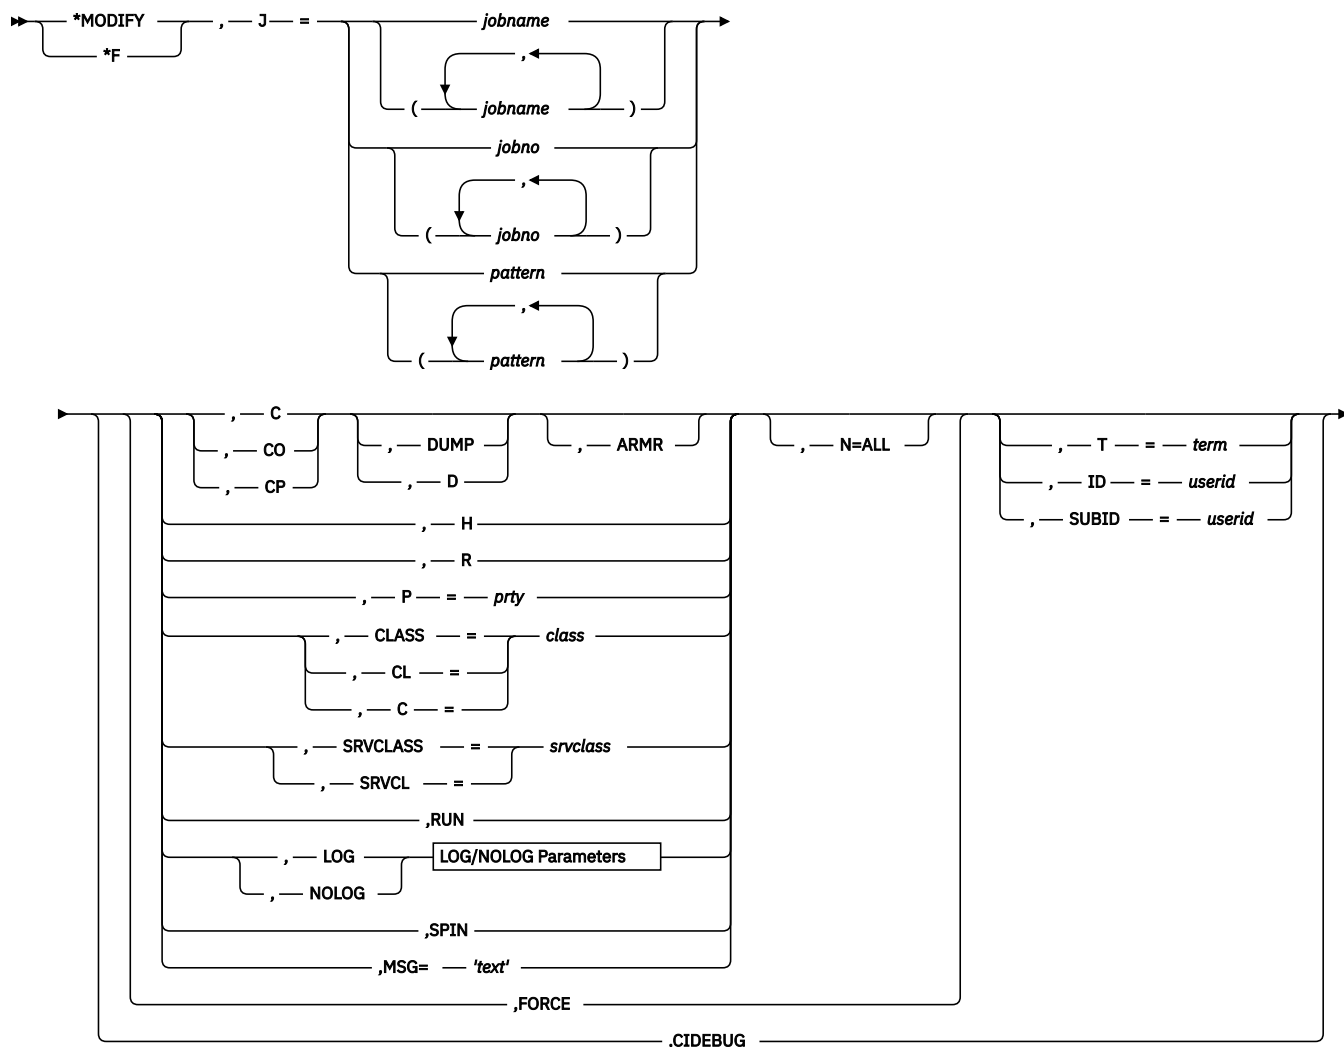 *MODIFY , J = jobname
*F
,
( jobname )
jobno
,
( jobno )
pattern
,
( pattern )
, C
, CO
, CP
, DUMP
, D
, ARMR
, N=ALL
, T = term
, ID = userid
, SUBID = userid
, H
, R
, P = prty
, CLASS = class
, CL =
, C =
, SRVCLASS = srvclass
, SRVCL =
,RUN
, LOG LOG/NOLOG Parameters
, NOLOG
,SPIN
,MSG= 'text'
,FORCE
,CIDEBUG